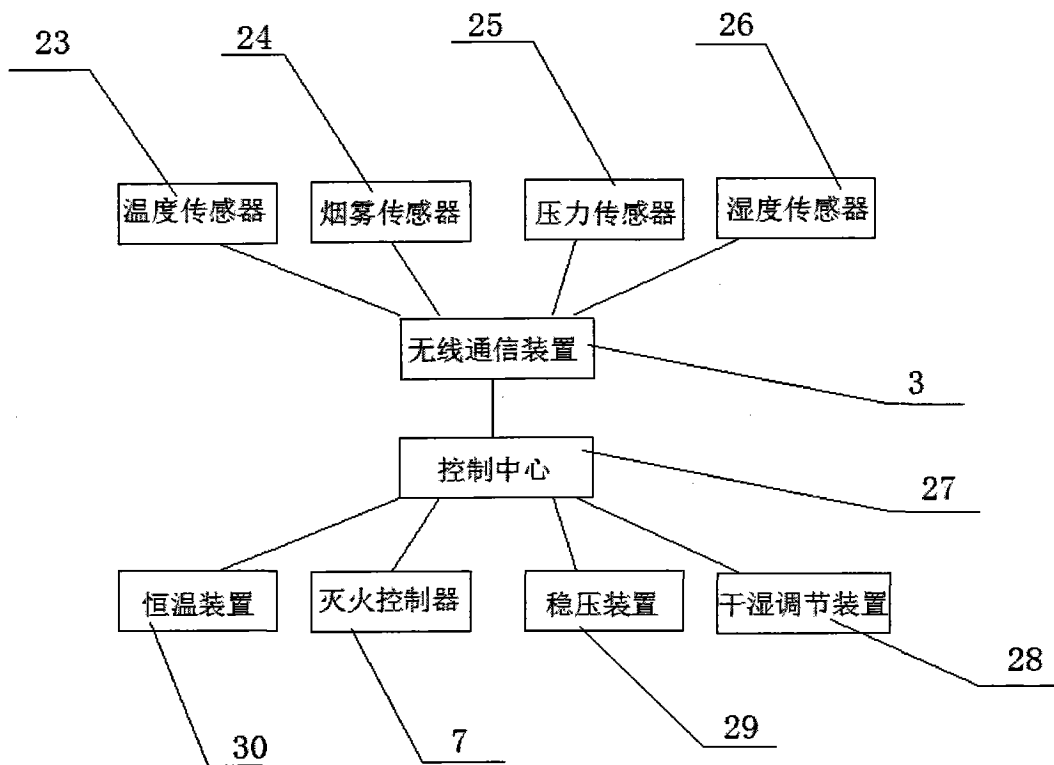 23
24
25
26
温度传感器
烟雾传感器
压力传感器
湿度传感器
无线通信装置
3
控制中心
27
恒温装置
灭火控制器
稳压装置
干湿调节装置
28
30
7
29